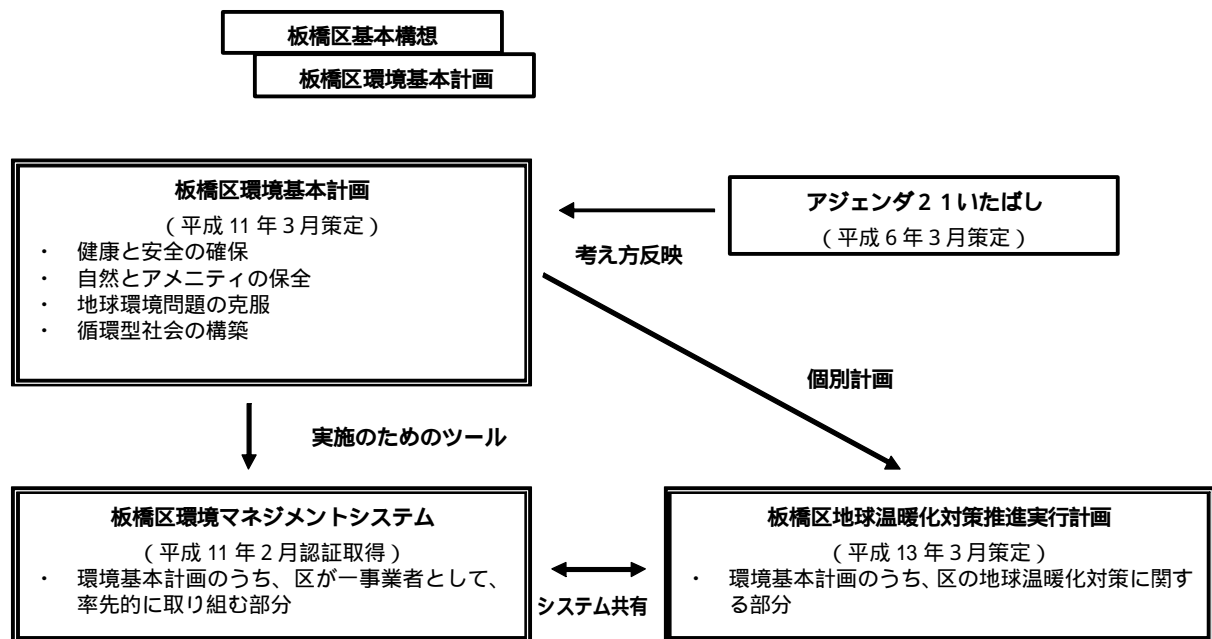 板橋区基本構想
板橋区環境基本計画
板橋区環境基本計画
（平成 11 年３月策定）
・ 健康と安全の確保
・ 自然とアメニティの保全
・ 地球環境問題の克服
・ 循環型社会の構築
アジェンダ２１いたばし
（平成６年３月策定）
考え方反映
個別計画
実施のためのツール
板橋区環境マネジメントシステム
（平成 11 年２月認証取得）
・ 環境基本計画のうち、区が一事業者として、
率先的に取り組む部分
システム共有
板橋区地球温暖化対策推進実行計画
（平成 13 年３月策定）
・ 環境基本計画のうち、区の地球温暖化対策に関す
る部分